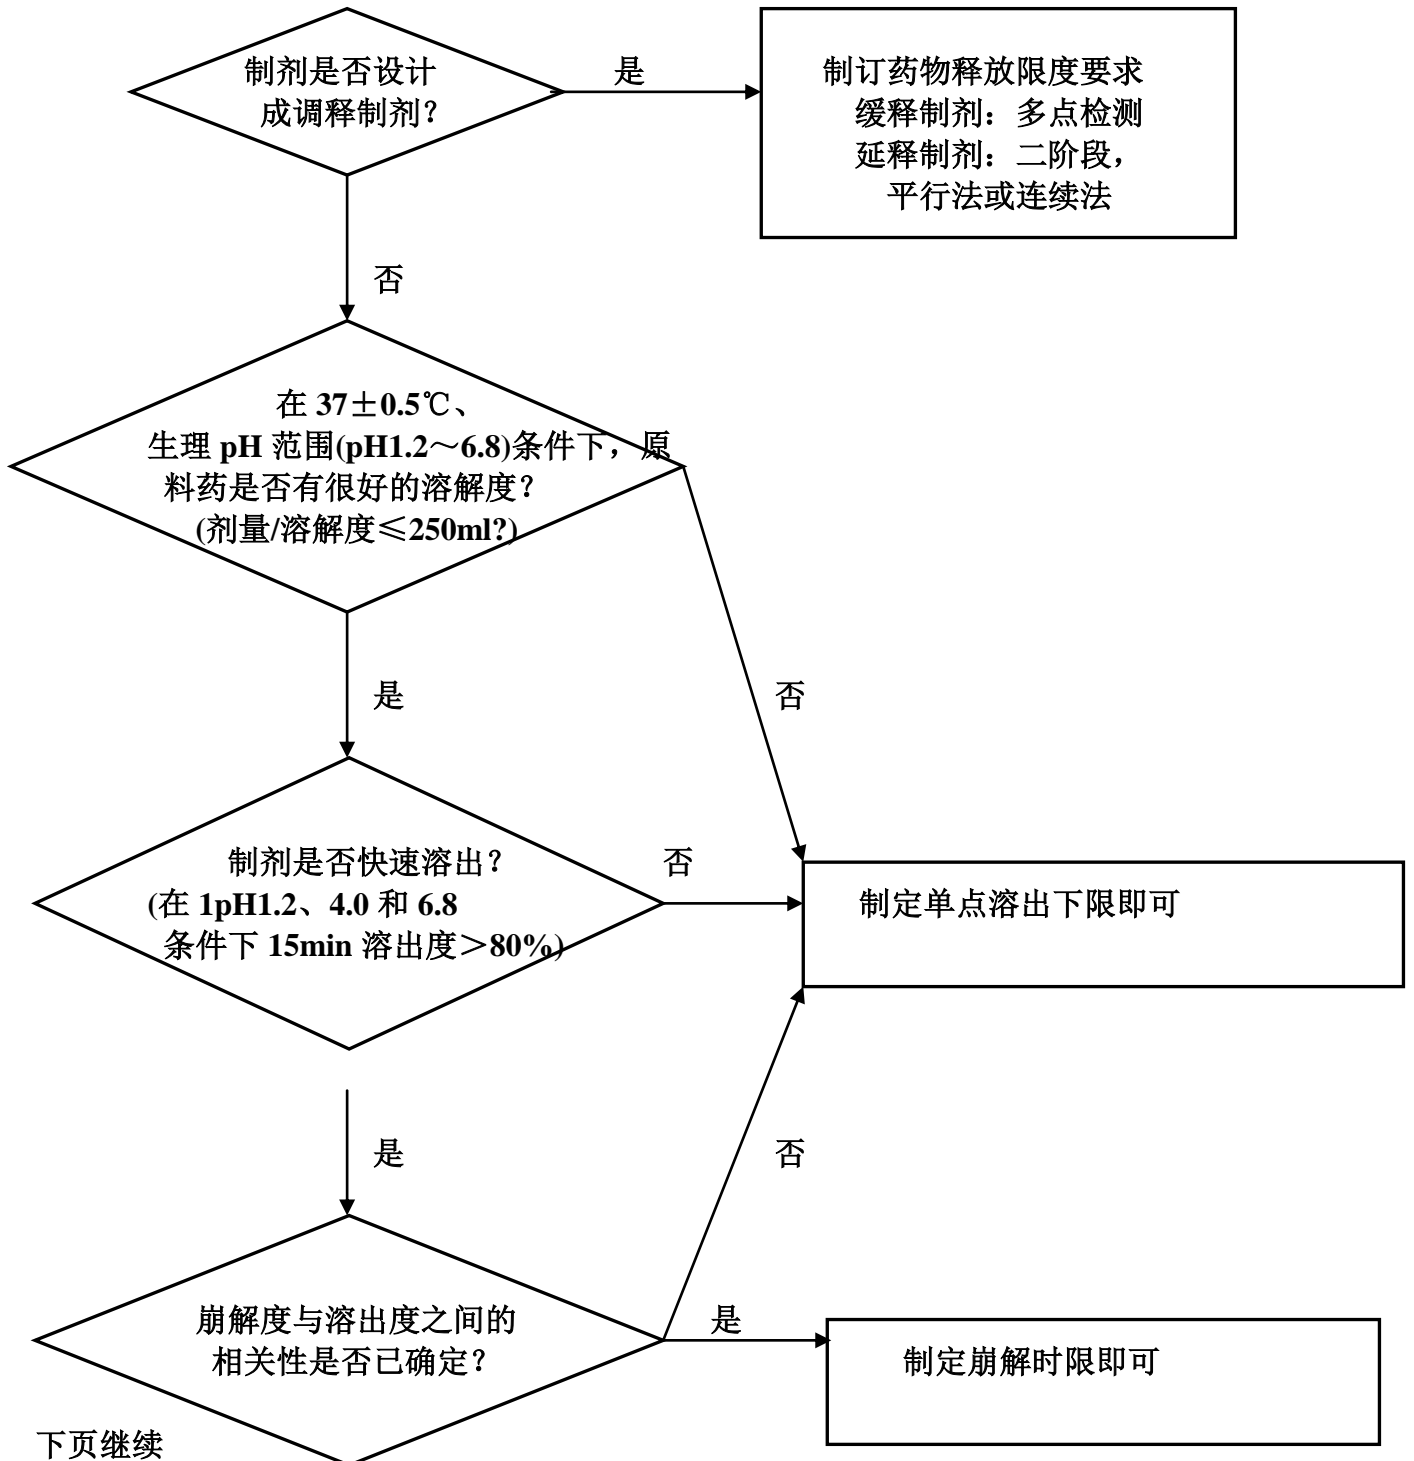 制剂是否设计
成调释制剂？
是
制订药物释放限度要求
缓释制剂：多点检测
延释制剂：二阶段，
平行法或连续法
否
在 37±0.5℃、
生理 pH 范围(pH1.2～6.8)条件下，原
料药是否有很好的溶解度？
(剂量/溶解度≤250ml?)
是
否
制剂是否快速溶出？
(在 1pH1.2、4.0 和 6.8
条件下 15min 溶出度＞80%)
否
制定单点溶出下限即可
是
否
崩解度与溶出度之间的
相关性是否已确定？
是
制定崩解时限即可
下页继续